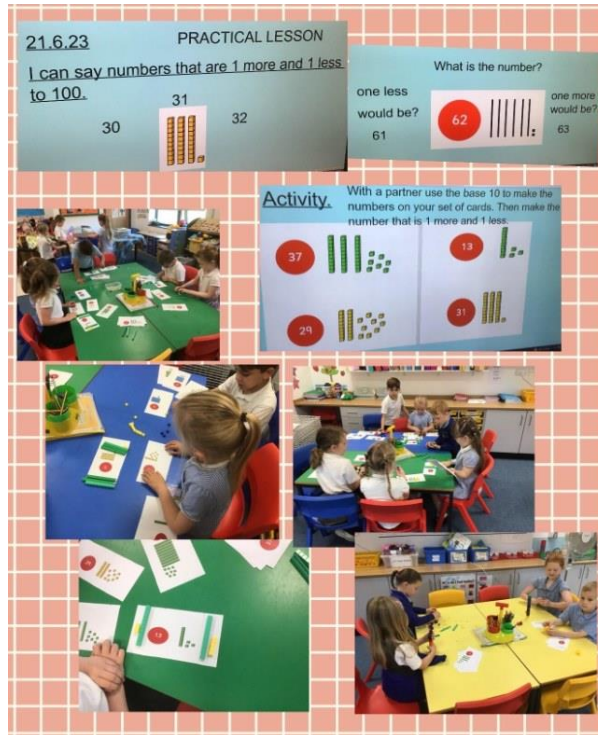 21.6.23
PRACTICAL LESSON
I can say numbers that are 1 more and 1 less
to 100.
31
30
32
What is the number?
one less
would be?
61
62
one more
would be?
63
Activity.
With a partner use the base 10 to make the
numbers on your set of cards. Then make the
number that is 1 more and 1 less.
37
13
29
31
13